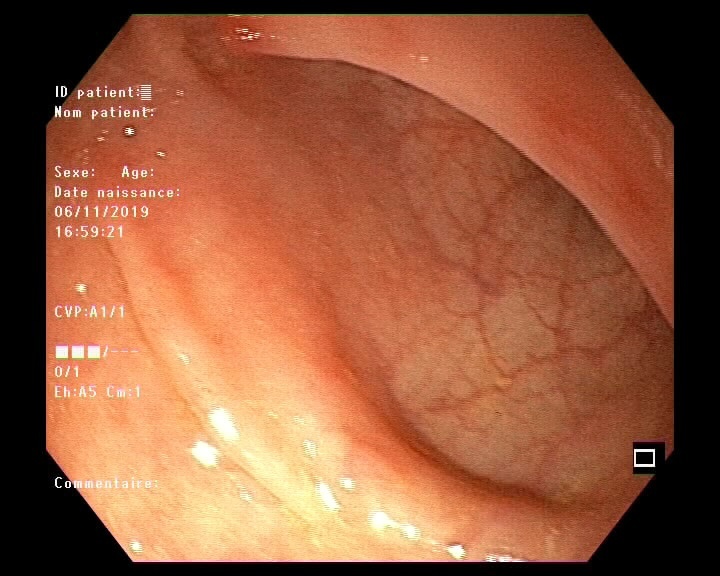 ID patient:
Nom patient:
Sexe: Age:
Date naissance:
06/11/2019
16:59:21
CVP:A1/1
/---
0/1
Eh:A5 Cm:1
Commentaire: